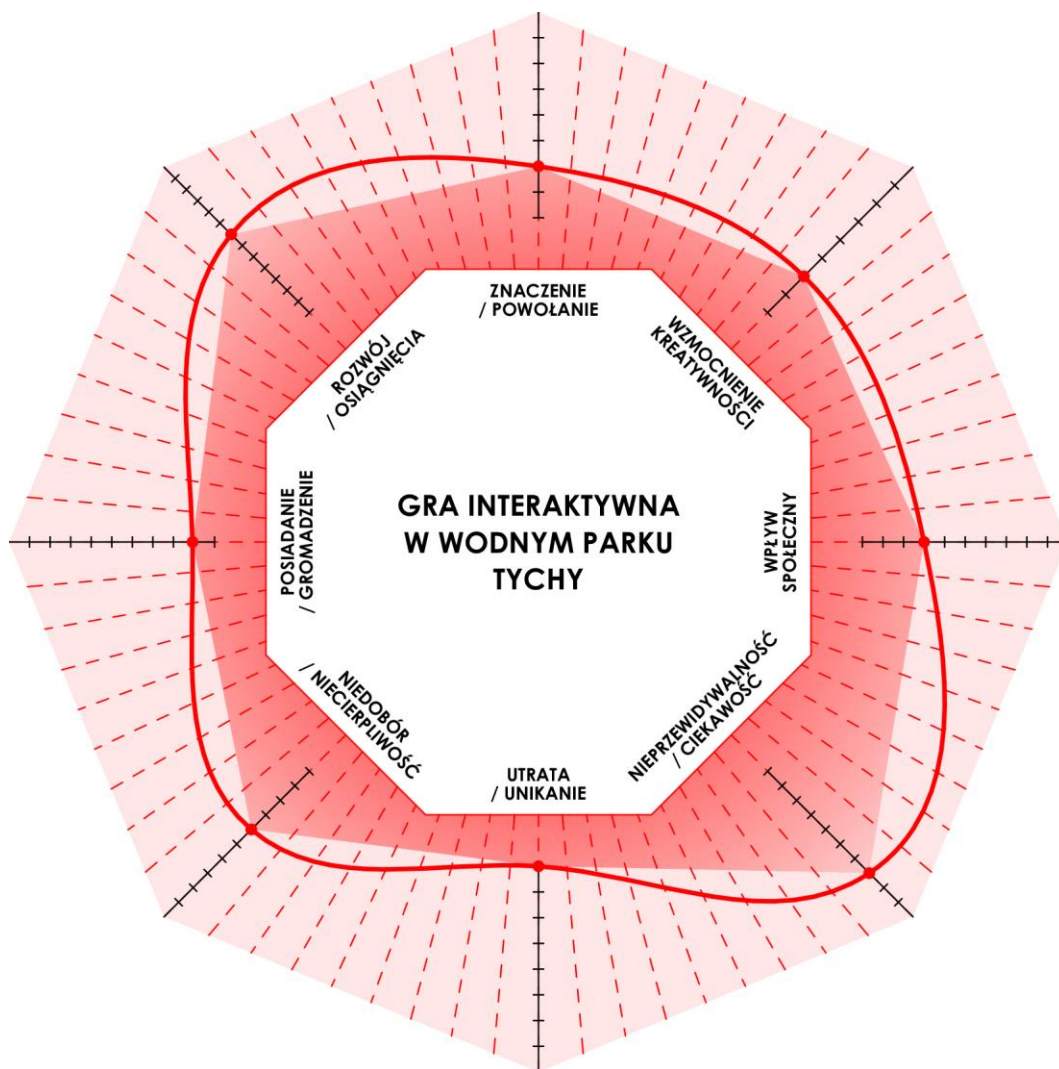 ZNACZENIE
/ POWOŁANIE
WZMOCNIENIE
KREATYWNOŚCI
ROZWÓJ
/ OSIĄGNIĘCIA
GRA INTERAKTYWNA
W WODNYM PARKU
TYCHY
POSIADANIE
/ GROMADZENIE
WPŁYW
SPOŁECZNY
NIEDOBÓR
/ NIECIERPLIWOŚĆ
NIEPRZEWIDYWALNOŚĆ
/ CIEKAWOŚĆ
UTRATA
/ UNIKANIE